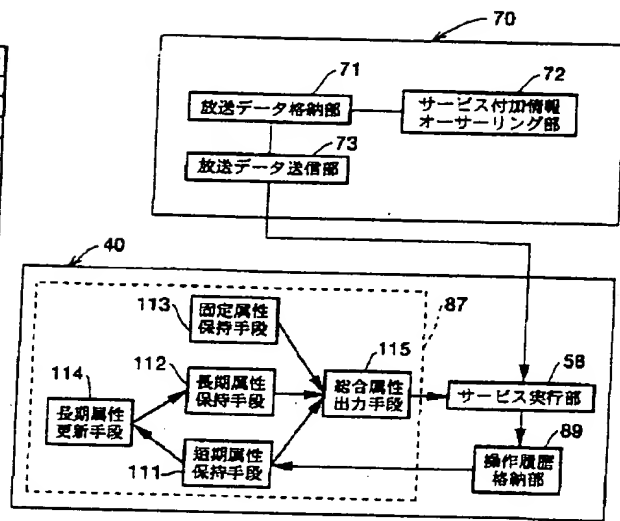 70
71
72
放送データ格納部
サービス付加情報
オーサーリング部
73
放送データ送信部
40
113
固定属性
保持手段
87
112
115
114
長期属性
保持手段
総合属性
出力手段
58
長期属性
更新手段
サービス実行部
短期属性
保持手段
111
89
操作履歴
格納部